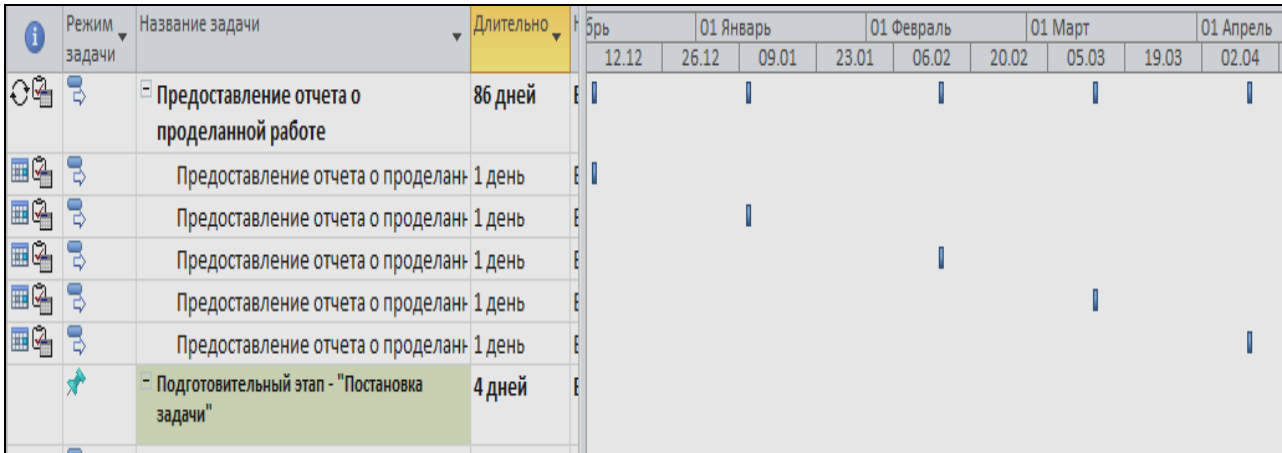 Режим задачи Название задачи Длительно Н брь 01 Январь 01 Февраль 01 Март 01 Апрель
12.12 26.12 09.01 23.01 06.02 20.02 05.03 19.03 02.04
Предоставление отчета о проделанной работе 86 дней
Предоставление отчета о проделанн 1 день
Предоставление отчета о проделанн 1 день
Предоставление отчета о проделанн 1 день
Предоставление отчета о проделанн 1 день
Предоставление отчета о проделанн 1 день
Подготовительный этап - "Постановка задачи" 4 дней